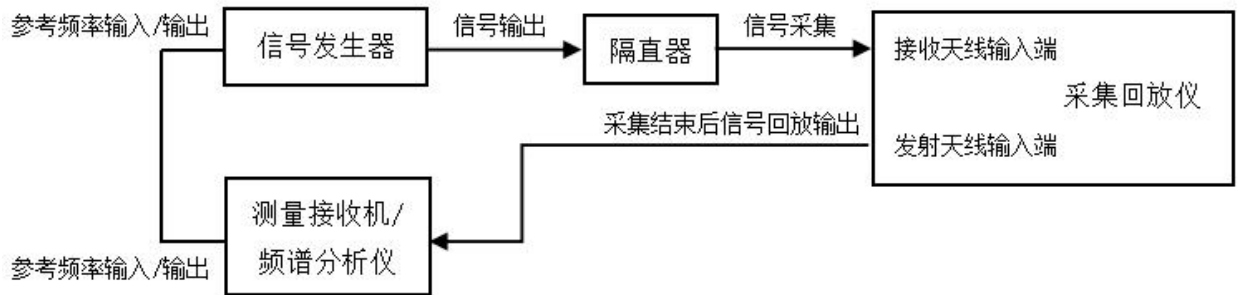 参考频率输入/输出
信号发生器
信号输出
隔直器
信号采集
接收天线输入端
采集回放仪
发射天线输入端
采集结束后信号回放输出
测量接收机/
频谱分析仪
参考频率输入/输出